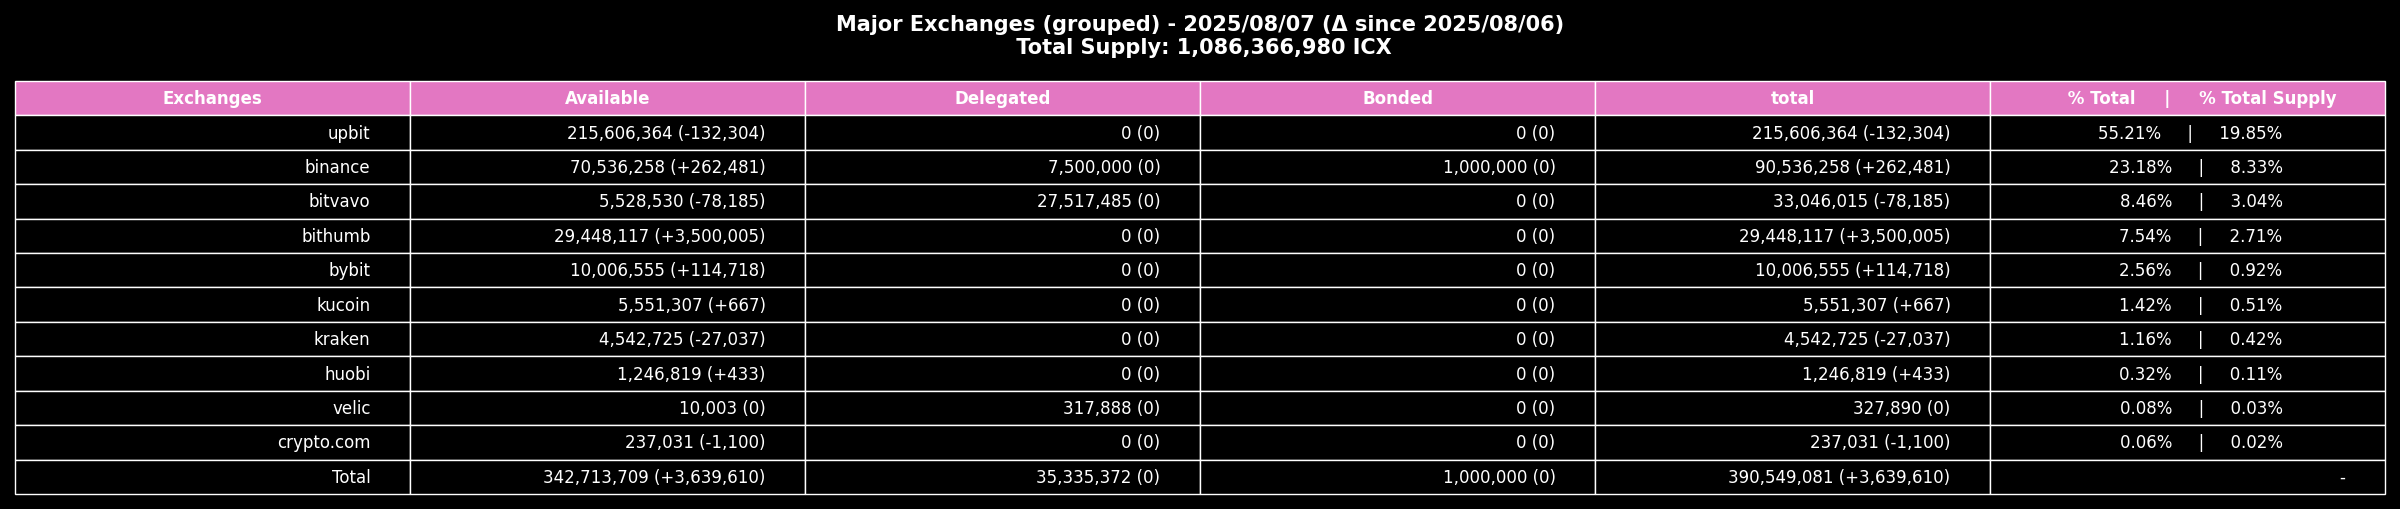 Major Exchanges (grouped) - 2025/08/07 (Δ since 2025/08/06)
Total Supply: 1,086,366,980 ICX
Exchanges Available Delegated Bonded total % Total | % Total Supply
upbit 215,606,364 (-132,304) 0 (0) 0 (0) 215,606,364 (-132,304) 55.21% | 19.85%
binance 70,536,258 (+262,481) 7,500,000 (0) 1,000,000 (0) 90,536,258 (+262,481) 23.18% | 8.33%
bitvavo 5,528,530 (-78,185) 27,517,485 (0) 0 (0) 33,046,015 (-78,185) 8.46% | 3.04%
bithumb 29,448,117 (+3,500,005) 0 (0) 0 (0) 29,448,117 (+3,500,005) 7.54% | 2.71%
bybit 10,006,555 (+114,718) 0 (0) 0 (0) 10,006,555 (+114,718) 2.56% | 0.92%
kucoin 5,551,307 (+667) 0 (0) 0 (0) 5,551,307 (+667) 1.42% | 0.51%
kraken 4,542,725 (-27,037) 0 (0) 0 (0) 4,542,725 (-27,037) 1.16% | 0.42%
huobi 1,246,819 (+433) 0 (0) 0 (0) 1,246,819 (+433) 0.32% | 0.11%
velic 10,003 (0) 317,888 (0) 0 (0) 327,890 (0) 0.08% | 0.03%
crypto.com 237,031 (-1,100) 0 (0) 0 (0) 237,031 (-1,100) 0.06% | 0.02%
Total 342,713,709 (+3,639,610) 35,335,372 (0) 1,000,000 (0) 390,549,081 (+3,639,610) -